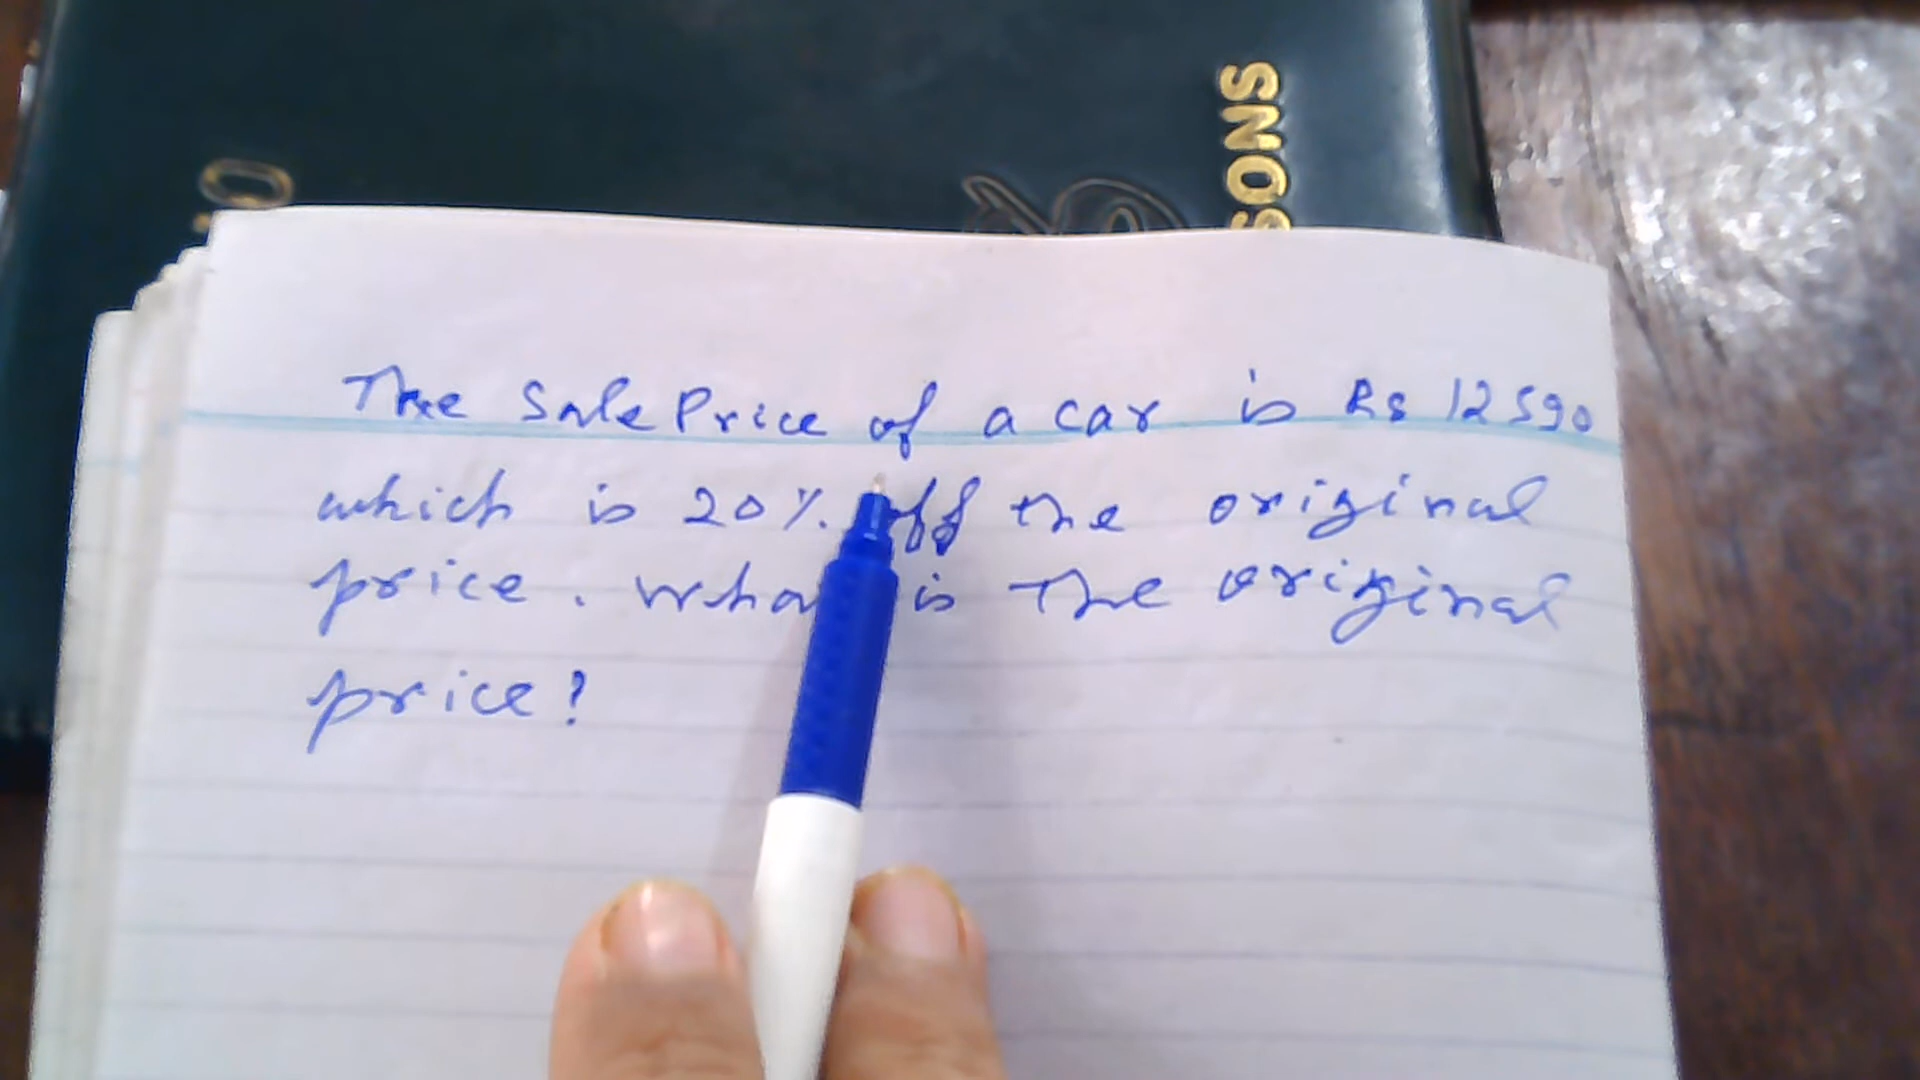 SONS
The Sale Price of a car is Rs 12590
which is 20% off the original
price. What is the original
price?